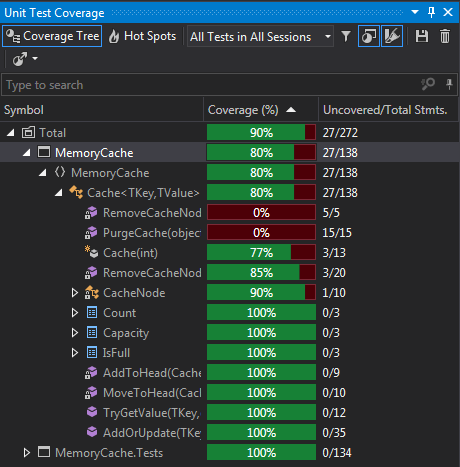 Unit Test Coverage
Coverage Tree Hot Spots All Tests in All Sessions
Type to search
Symbol Coverage (%) Uncovered/Total Stmts.
Total 90% 27/272
MemoryCache 80% 27/138
MemoryCache 80% 27/138
Cache<TKey,TValue> 80% 27/138
RemoveCacheNod 0% 5/5
PurgeCache(objec 0% 15/15
Cache(int) 77% 3/13
RemoveCacheNod 85% 3/20
CacheNode 90% 1/10
Count 100% 0/3
Capacity 100% 0/3
IsFull 100% 0/3
AddToHead(Cache 100% 0/9
MoveToHead(Cac 100% 0/10
TryGetValue(TKey, 100% 0/12
AddOrUpdate(TKe 100% 0/35
MemoryCache.Tests 100% 0/134